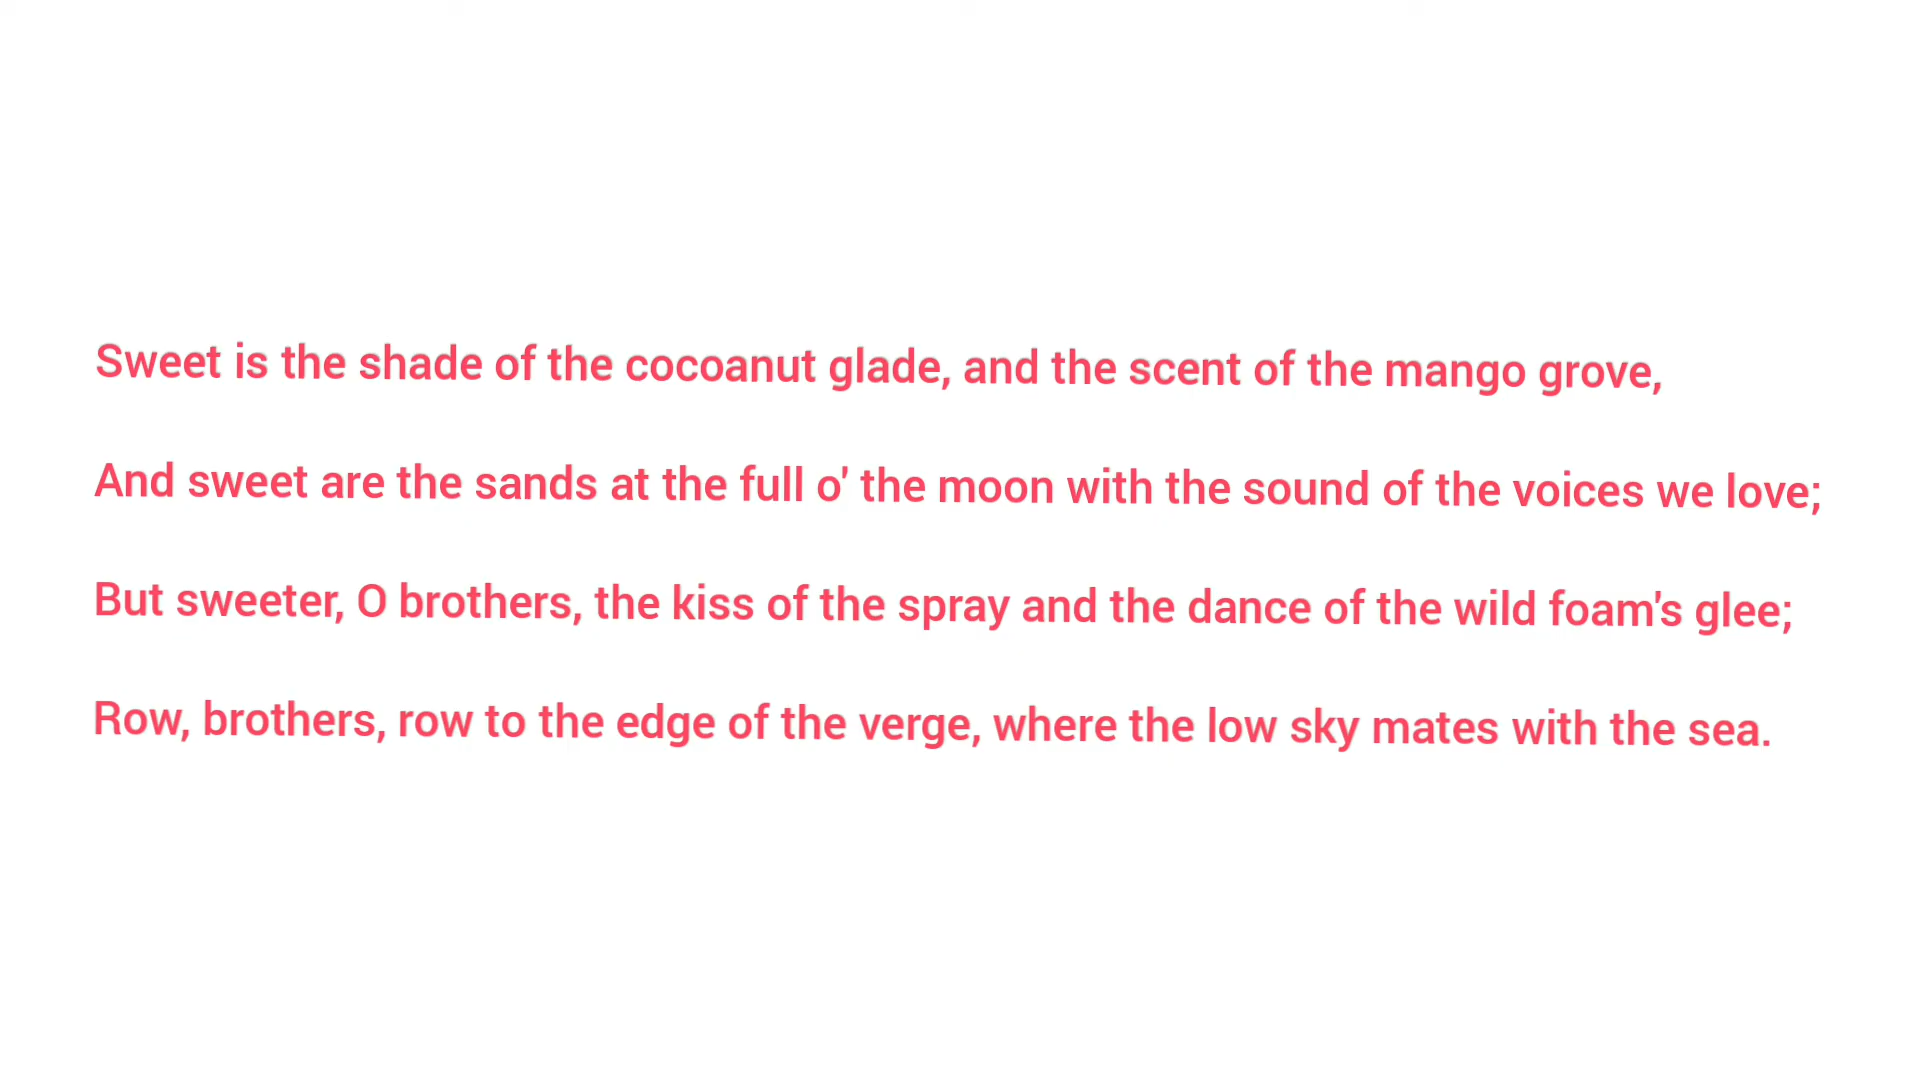 Sweet is the shade of the cocoanut glade, and the scent of the mango grove,
And sweet are the sands at the full o' the moon with the sound of the voices we love;
But sweeter, O brothers, the kiss of the spray and the dance of the wild foam's glee;
Row, brothers, row to the edge of the verge, where the low sky mates with the sea.